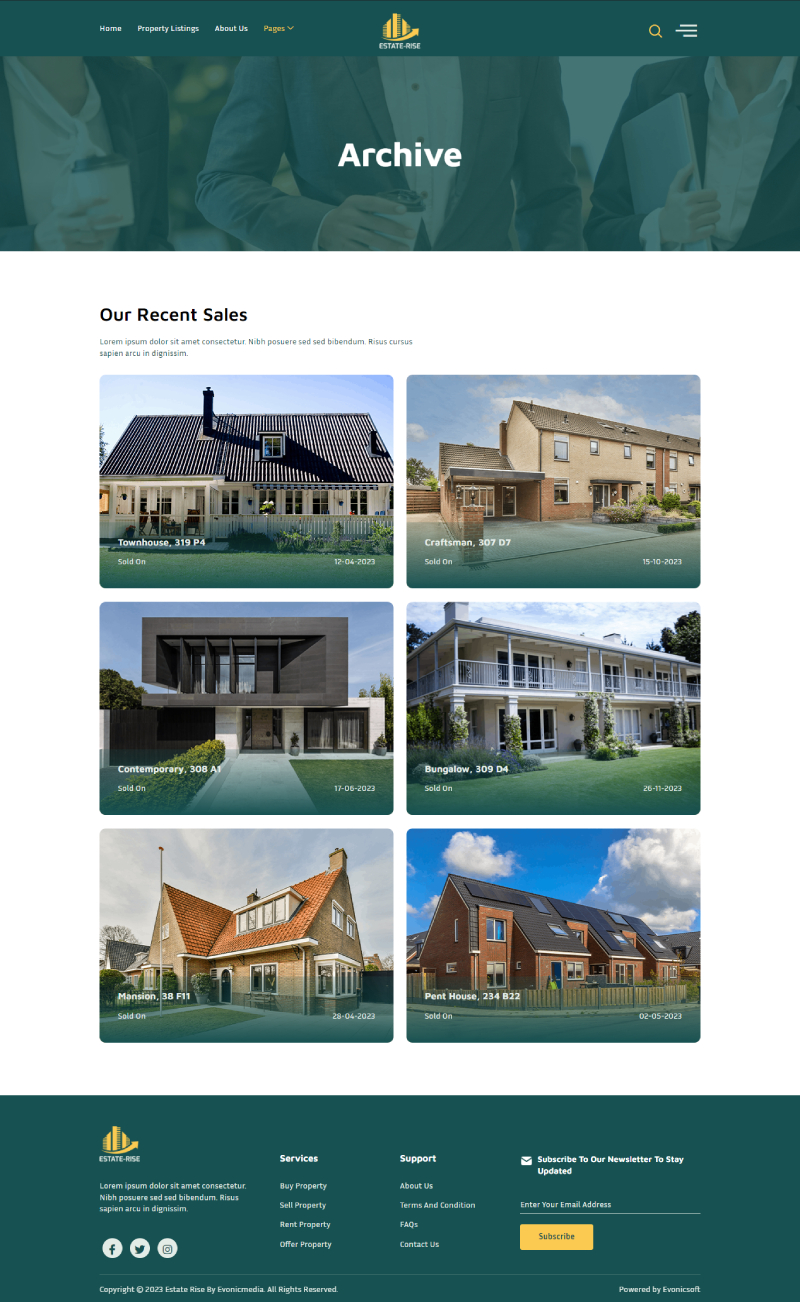 Home Property Listings About Us Pages
ESTATE-RISE
Archive
Our Recent Sales
Lorem ipsum dolor sit amet consectetur. Nibh posuere sed sed bibendum. Risus cursus
sapien arcu in dignissim.
Townhouse, 319 P4
Sold On 12-04-2023
Craftsman, 307 D7
Sold On 15-10-2023
Contemporary, 308 A1
Sold On 17-06-2023
Bungalow, 309 D4
Sold On 26-11-2023
Mansion, 38 F11
Sold On 28-04-2023
Pent House, 234 B22
Sold On 02-05-2023
ESTATE-RISE
Lorem ipsum dolor sit amet consectetur.
Nibh posuere sed sed bibendum. Risus
sapien arcu in dignissim.
Services
Buy Property
Sell Property
Rent Property
Offer Property
Support
About Us
Terms And Condition
FAQs
Contact Us
Subscribe To Our Newsletter To Stay
Updated
Enter Your Email Address
Subscribe
Copyright © 2023 Estate Rise By Evonicmedia. All Rights Reserved.
Powered by Evonicsoft